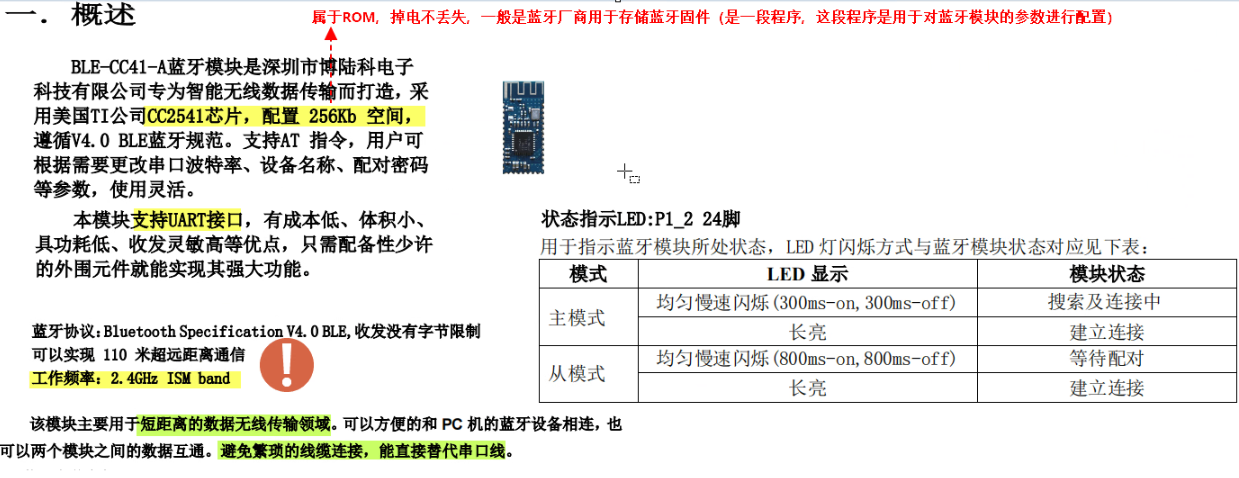 一．概述
属于ROM，掉电不丢失，一般是蓝牙厂商用于存储蓝牙固件（是一段程序，这段程序是用于对蓝牙模块的参数进行配置）
BLE-CC41-A蓝牙模块是深圳市博陆科电子
科技有限公司专为智能无线数据传输而打造，采
用美国TI公司CC2541芯片，配置 256Kb 空间，
遵循V4.0 BLE蓝牙规范。支持AT 指令，用户可
根据需要更改串口波特率、设备名称、配对密码
等参数，使用灵活。
本模块支持UART接口，有成本低、体积小、
具功耗低、收发灵敏高等优点，只需配备性少许
的外围元件就能实现其强大功能。
蓝牙协议:Bluetooth Specification V4.0 BLE,收发没有字节限制
可以实现 110 米超远距离通信
工作频率：2.4GHz ISM band
状态指示LED:P1_2 24脚
用于指示蓝牙模块所处状态，LED 灯闪烁方式与蓝牙模块状态对应见下表：
模式 LED 显示 模块状态
主模式 均匀慢速闪烁(300ms-on,300ms-off) 搜索及连接中
长亮 建立连接
从模式 均匀慢速闪烁(800ms-on,800ms-off) 等待配对
长亮 建立连接
该模块主要用于短距离的数据无线传输领域。可以方便的和 PC 机的蓝牙设备相连，也
可以两个模块之间的数据互通。避免繁琐的线缆连接，能直接替代串口线。